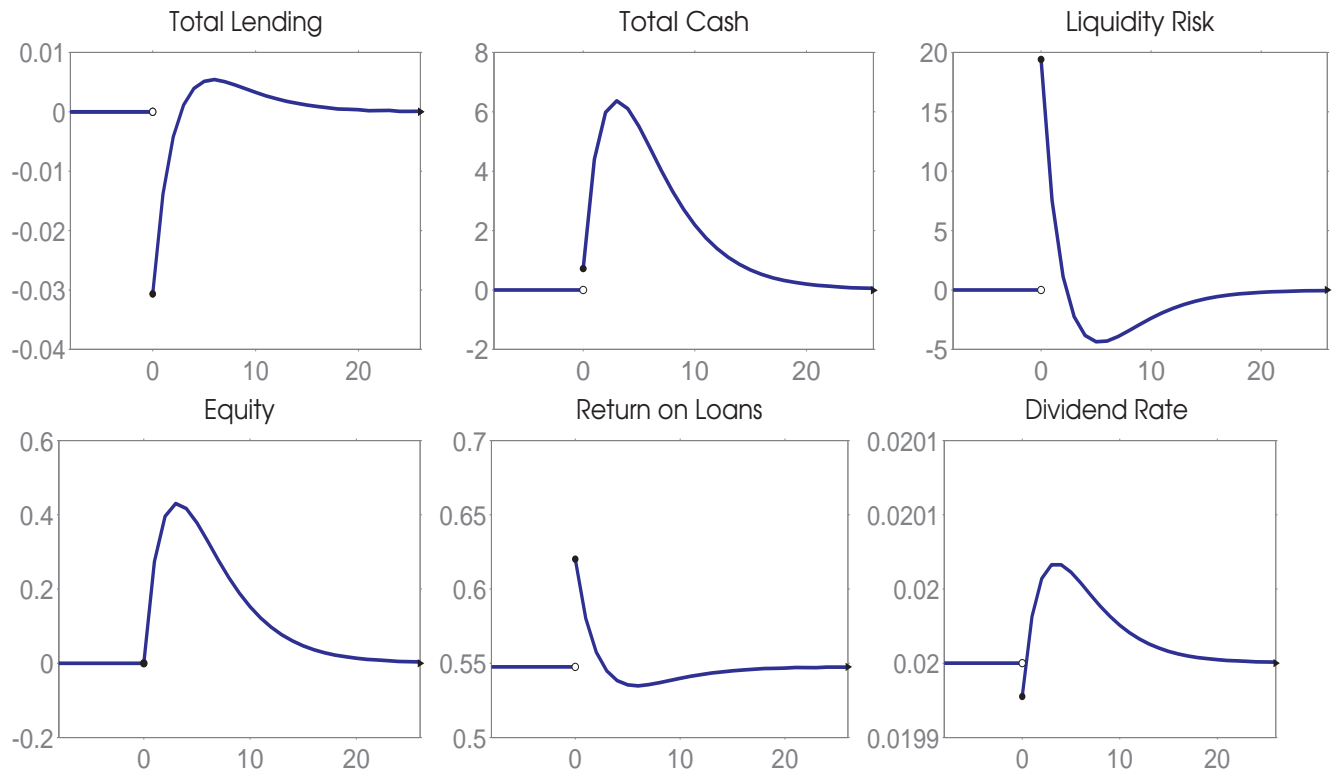 Total Lending
0.01
0
-0.01
-0.02
-0.03
-0.04
0 10 20
Total Cash
8
6
4
2
0
-2
0 10 20
Liquidity Risk
20
15
10
5
0
-5
0 10 20
Equity
0.6
0.4
0.2
0
-0.2
0 10 20
Return on Loans
0.7
0.65
0.6
0.55
0.5
0 10 20
Dividend Rate
0.0201
0.0201
0.02
0.02
0.0199
0 10 20